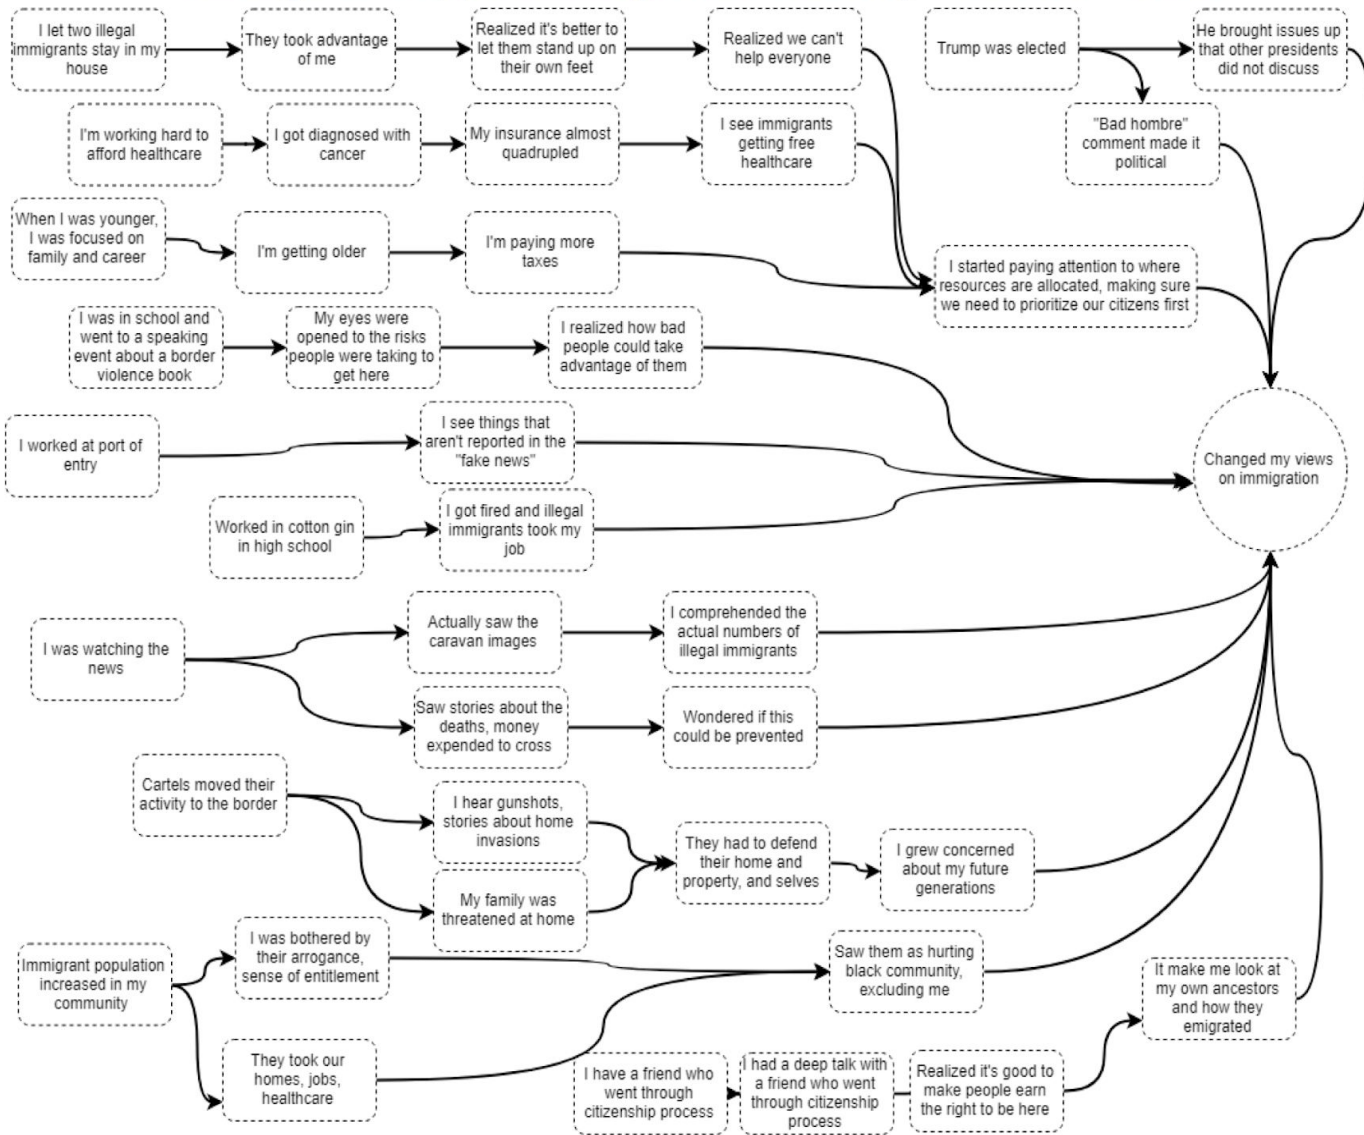 I let two illegal
immigrants stay in my
house
They took advantage
of me
Realized it's better to
let them stand up on
their own feet
Realized we can't
help everyone
Trump was elected
He brought issues up
that other presidents
did not discuss
I'm working hard to
afford healthcare
I got diagnosed with
cancer
My insurance almost
quadrupled
I see immigrants
getting free
healthcare
"Bad hombre"
comment made it
political
When I was younger,
I was focused on
family and career
I'm getting older
I'm paying more
taxes
I started paying attention to where
resources are allocated, making sure
we need to prioritize our citizens first
I was in school and
went to a speaking
event about a border
violence book
My eyes were
opened to the risks
people were taking to
get here
I realized how bad
people could take
advantage of them
I worked at port of
entry
I see things that
aren't reported in the
"fake news"
Changed my views
on immigration
Worked in cotton gin
in high school
I got fired and illegal
immigrants took my
job
I was watching the
news
Actually saw the
caravan images
I comprehended the
actual numbers of
illegal immigrants
Saw stories about the
deaths, money
expended to cross
Wondered if this
could be prevented
Cartels moved their
activity to the border
I hear gunshots,
stories about home
invasions
My family was
threatened at home
They had to defend
their home and
property, and selves
I grew concerned
about my future
generations
Immigrant population
increased in my
community
I was bothered by
their arrogance,
sense of entitlement
They took our
homes, jobs,
healthcare
Saw them as hurting
black community,
excluding me
I have a friend who
went through
citizenship process
I had a deep talk with
a friend who went
through citizenship
process
Realized it's good to
make people earn
the right to be here
It make me look at
my own ancestors
and how they
emigrated